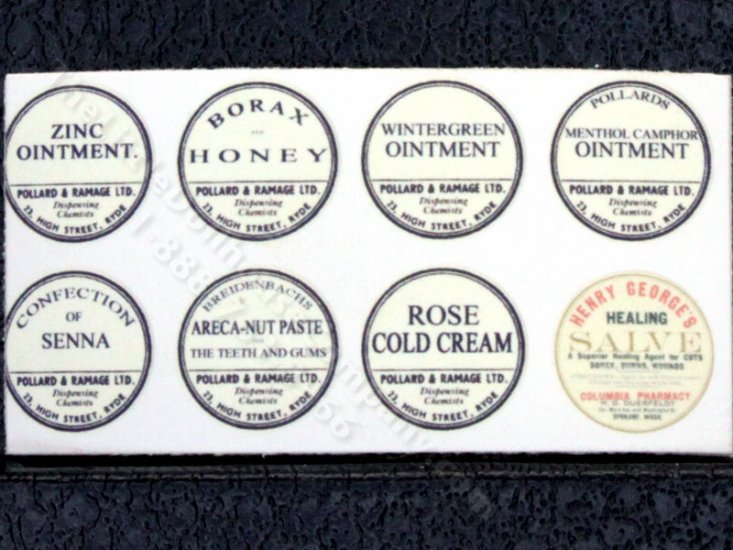 ZINC
OINTMENT.
POLLARD & RAMAGE LTD.
Dispensing
Chemists
23, HIGH STREET, RYDE
BORAX
AND
HONEY
POLLARD & RAMAGE LTD.
Dispensing
Chemists
23, HIGH STREET, RYDE
WINTERGREEN
OINTMENT
POLLARD & RAMAGE LTD.
Dispensing
Chemists
23, HIGH STREET, RYDE
POLLARDS
MENTHOL CAMPHOR
OINTMENT
POLLARD & RAMAGE LTD.
Dispensing
Chemists
23, HIGH STREET, RYDE
CONFECTION
OF
SENNA
POLLARD & RAMAGE LTD.
Dispensing
Chemists
23, HIGH STREET, RYDE
BREIDENBACHS
ARECA-NUT PASTE
THE TEETH AND GUMS
POLLARD & RAMAGE LTD.
Dispensing
Chemists
23, HIGH STREET, RYDE
ROSE
COLD CREAM
POLLARD & RAMAGE LTD.
Dispensing
Chemists
23, HIGH STREET, RYDE
HENRY GEORGE'S
HEALING
SALVE
A Superior Healing Agent for CUTS
SORES, BURNS, WOUNDS
COLUMBIA PHARMACY
SPOKANE, WASH.